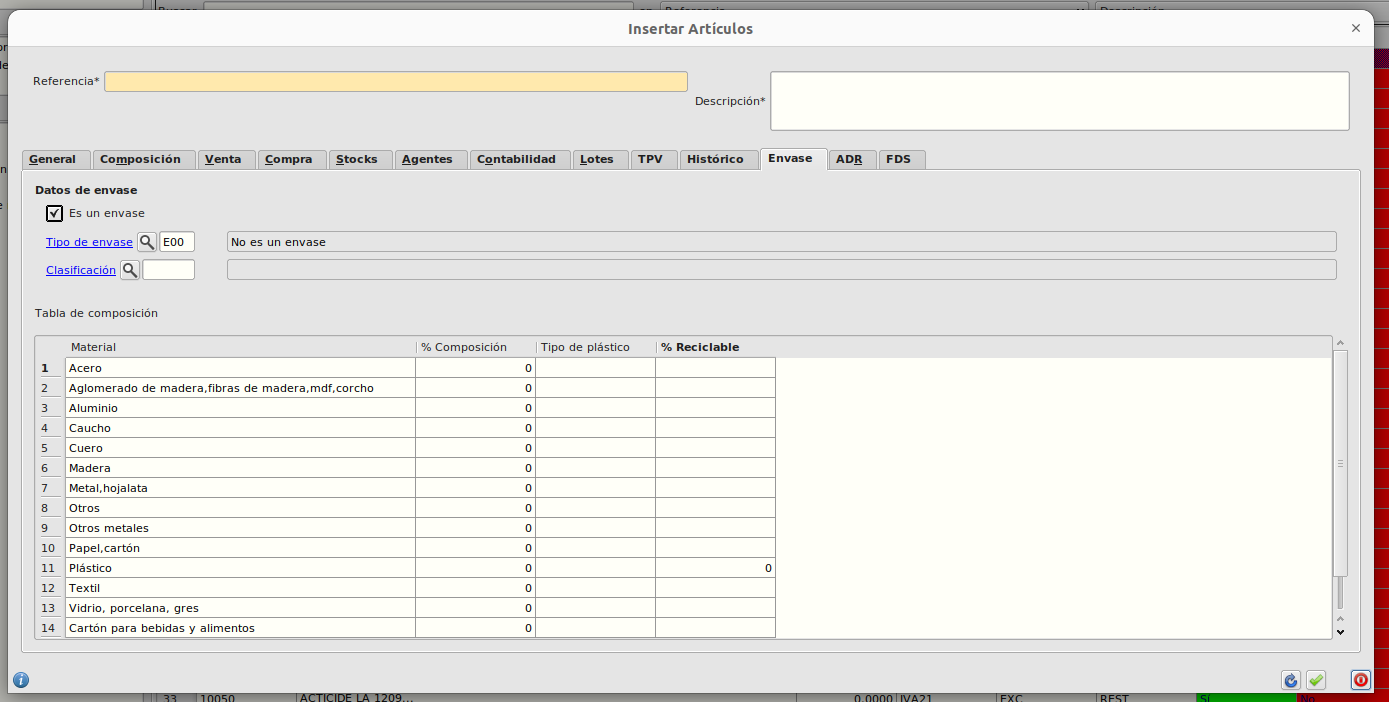 Insertar Artículos
Referencia*
Descripción*
General Composición Venta Compra Stocks Agentes Contabilidad Lotes TPV Histórico Envase ADR FDS
Datos de envase
Es un envase
Tipo de envase E00 No es un envase
Clasificación
Tabla de composición
Material % Composición Tipo de plástico % Reciclable
1 Acero 0
2 Aglomerado de madera,fibras de madera,mdf,corcho 0
3 Aluminio 0
4 Caucho 0
5 Cuero 0
6 Madera 0
7 Metal,hojalata 0
8 Otros 0
9 Otros metales 0
10 Papel,cartón 0
11 Plástico 0 0
12 Textil 0
13 Vidrio, porcelana, gres 0
14 Cartón para bebidas y alimentos 0
33 10050 ACTICIDE LA 1209... 0.0000 IVA21 EXC REST Sí No